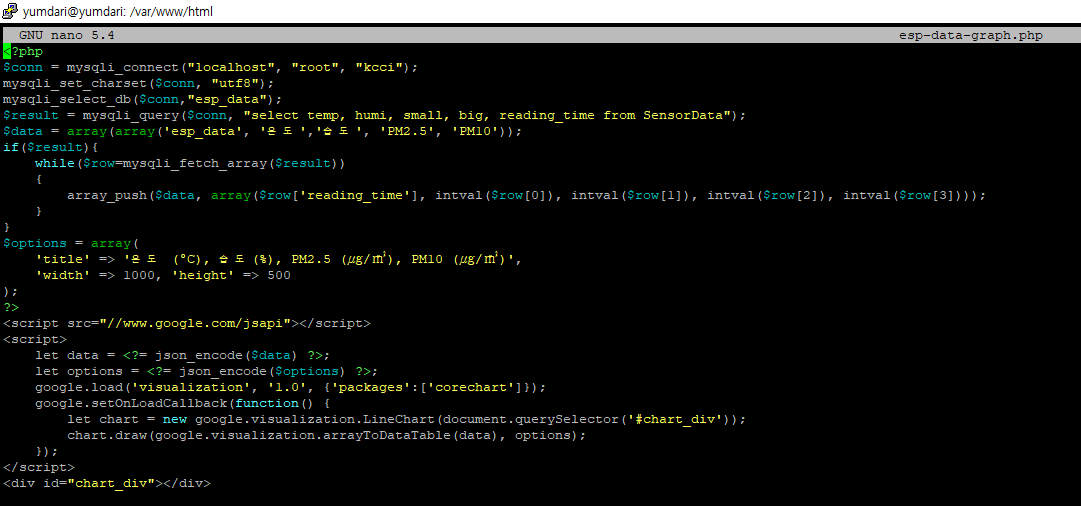 yumdari@yumdari: /var/www/html
GNU nano 5.4 esp-data-graph.php
<?php
$conn = mysqli_connect("localhost", "root", "kcci");
mysqli_set_charset($conn, "utf8");
mysqli_select_db($conn,"esp_data");
$result = mysqli_query($conn, "select temp, humi, small, big, reading_time from SensorData");
$data = array(array('esp_data', '온도','습도', 'PM2.5', 'PM10'));
if($result){
    while($row=mysqli_fetch_array($result))
    {
        array_push($data, array($row['reading_time'], intval($row[0]), intval($row[1]), intval($row[2]), intval($row[3])));
    }
}
$options = array(
    'title' => '온도 (°C), 습도(%), PM2.5 (㎍/㎥), PM10 (㎍/㎥)',
    'width' => 1000, 'height' => 500
);
?>
<script src="//www.google.com/jsapi"></script>
<script>
    let data = <?= json_encode($data) ?>;
    let options = <?= json_encode($options) ?>;
    google.load('visualization', '1.0', {'packages':['corechart']});
    google.setOnLoadCallback(function() {
        let chart = new google.visualization.LineChart(document.querySelector('#chart_div'));
        chart.draw(google.visualization.arrayToDataTable(data), options);
    });
</script>
<div id="chart_div"></div>